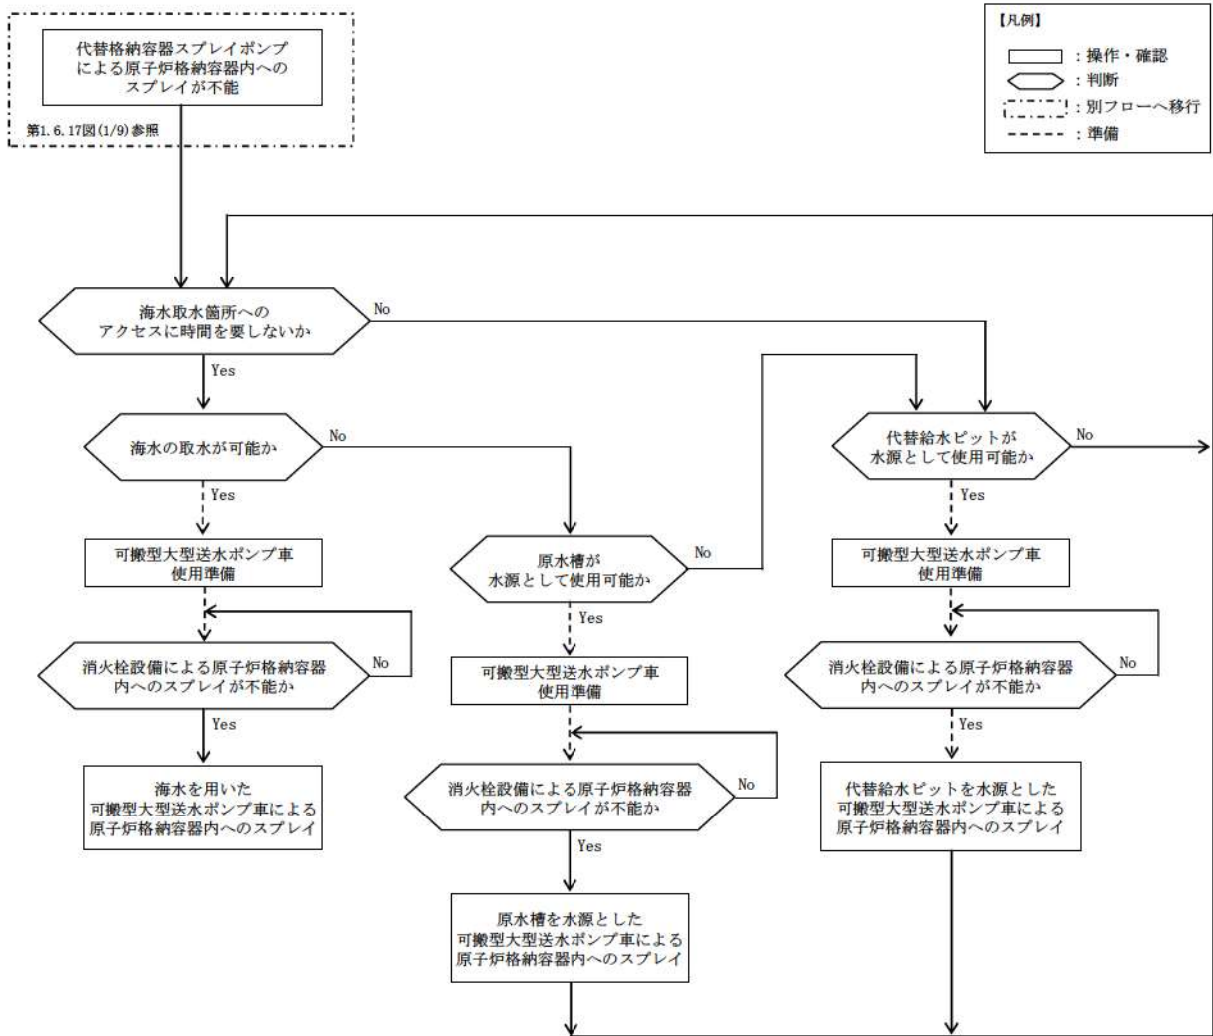 代替格納容器スプレイポンプ
による原子炉格納容器内への
スプレイが不能
第1.6.17図(1/9)参照
【凡例】
：操作・確認
：判断
：別フローへ移行
：準備
海水取水箇所への
アクセスに時間を要しないか
No
Yes
海水の取水が可能か
No
Yes
代替給水ピットが
水源として使用可能か
No
Yes
可搬型大型送水ポンプ車
使用準備
原水槽が
水源として使用可能か
No
Yes
可搬型大型送水ポンプ車
使用準備
消火栓設備による原子炉格納容器
内へのスプレイが不能か
No
Yes
可搬型大型送水ポンプ車
使用準備
消火栓設備による原子炉格納容器
内へのスプレイが不能か
No
Yes
海水を用いた
可搬型大型送水ポンプ車による
原子炉格納容器内へのスプレイ
消火栓設備による原子炉格納容器
内へのスプレイが不能か
No
Yes
代替給水ピットを水源とした
可搬型大型送水ポンプ車による
原子炉格納容器内へのスプレイ
原水槽を水源とした
可搬型大型送水ポンプ車による
原子炉格納容器内へのスプレイ